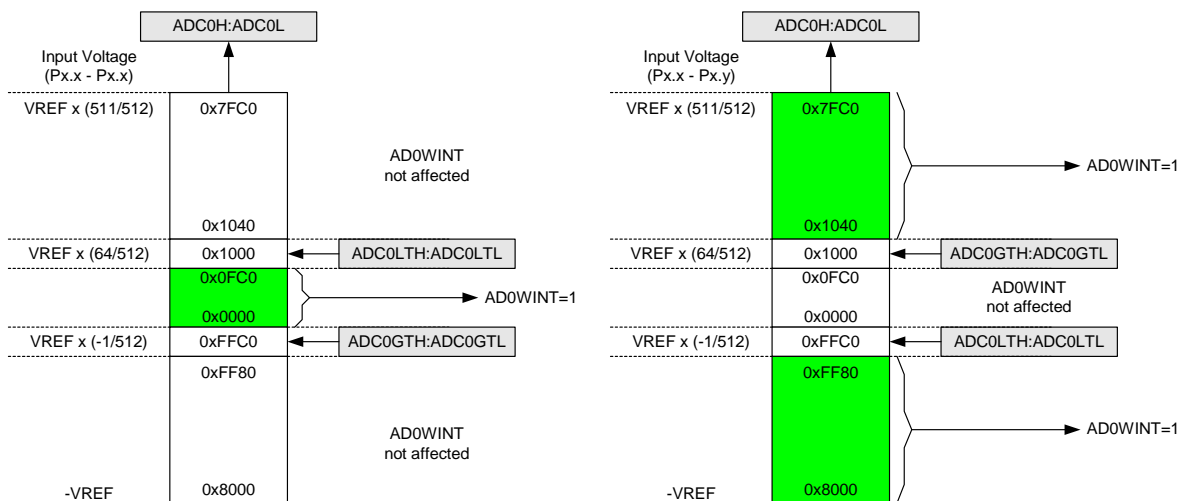 ADC0H:ADC0L
Input Voltage
(Px.x - Px.x)
VREF x (511/512)
0x7FC0
AD0WINT
not affected
0x1040
VREF x (64/512)
0x1000
ADC0LTH:ADC0LTL
0x0FC0
AD0WINT=1
0x0000
VREF x (-1/512)
0xFFC0
ADC0GTH:ADC0GTL
0xFF80
AD0WINT
not affected
-VREF
0x8000
ADC0H:ADC0L
Input Voltage
(Px.x - Px.y)
VREF x (511/512)
0x7FC0
AD0WINT=1
0x1040
VREF x (64/512)
0x1000
ADC0GTH:ADC0GTL
0x0FC0
AD0WINT
not affected
0x0000
VREF x (-1/512)
0xFFC0
ADC0LTH:ADC0LTL
0xFF80
AD0WINT=1
-VREF
0x8000